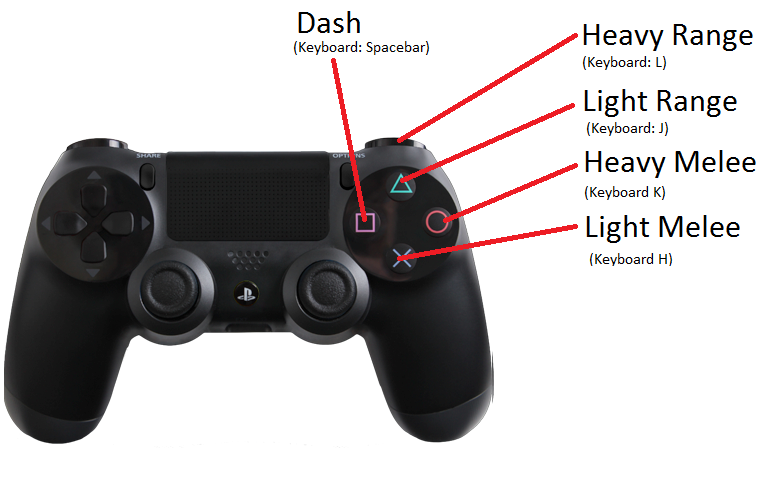 Dash
(Keyboard: Spacebar)
Heavy Range
(Keyboard: L)
Light Range
(Keyboard: J)
SHARE
OPTIONS
Heavy Melee
(Keyboard K)
Light Melee
(Keyboard H)